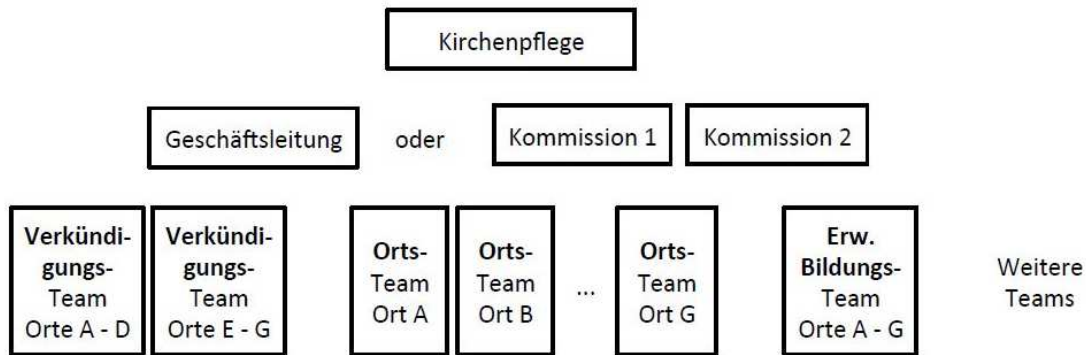 Kirchenpflege
Geschäftsleitung oder Kommission 1 Kommission 2
Verkündi-
gungs-
Team
Orte A - D
Verkündi-
gungs-
Team
Orte E - G
Orts-
Team
Ort A
Orts-
Team
Ort B
...
Orts-
Team
Ort G
Erw.
Bildungs-
Team
Orte A - G
Weitere
Teams